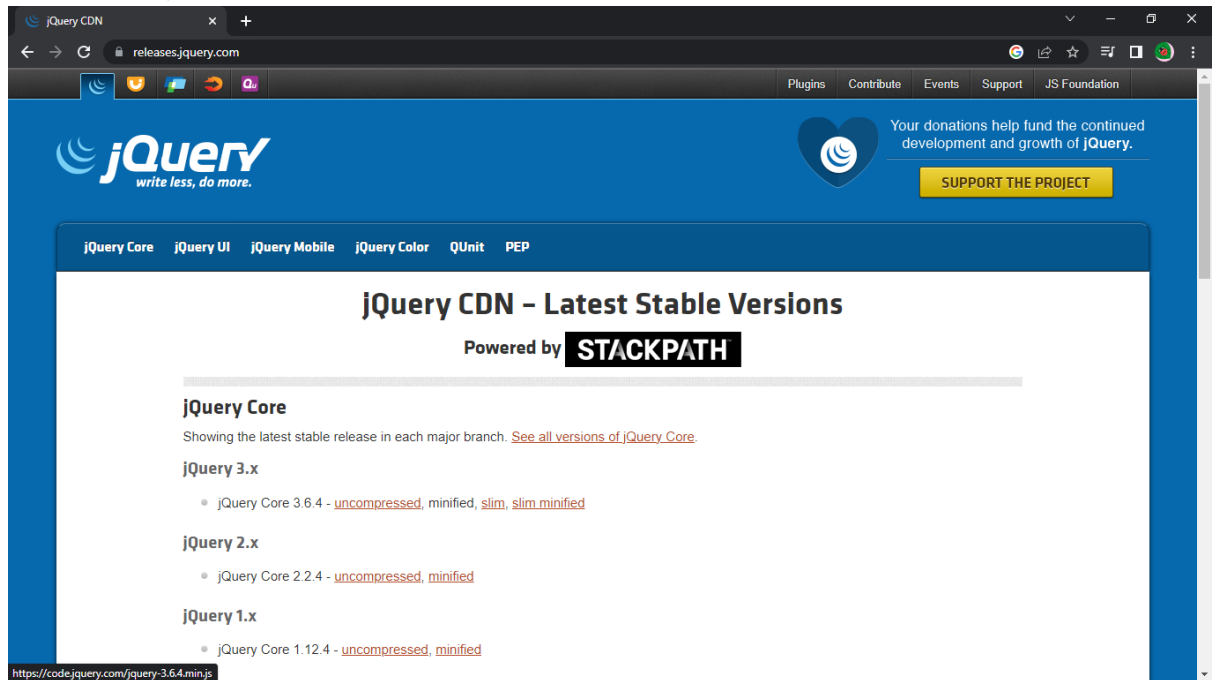 jQuery CDN
releases.jquery.com
Plugins Contribute Events Support JS Foundation
jQuery
write less, do more.
Your donations help fund the continued
development and growth of jQuery.
SUPPORT THE PROJECT
jQuery Core jQuery UI jQuery Mobile jQuery Color QUnit PEP
jQuery CDN – Latest Stable Versions
Powered by STACKPATH
jQuery Core
Showing the latest stable release in each major branch. See all versions of jQuery Core.
jQuery 3.x
jQuery Core 3.6.4 - uncompressed, minified, slim, slim minified
jQuery 2.x
jQuery Core 2.2.4 - uncompressed, minified
jQuery 1.x
jQuery Core 1.12.4 - uncompressed, minified
https://code.jquery.com/jquery-3.6.4.min.js